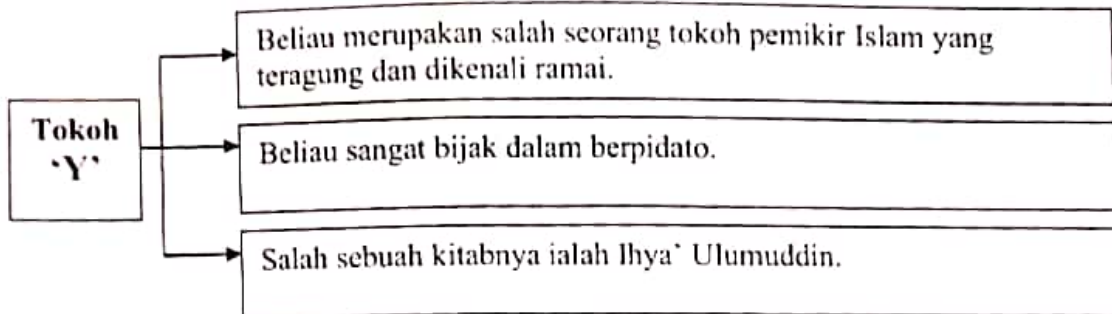 Beliau merupakan salah seorang tokoh pemikir Islam yang
teragung dan dikenali ramai.
Tokoh
'Y'
Beliau sangat bijak dalam berpidato.
Salah sebuah kitabnya ialah Ihya` Ulumuddin.